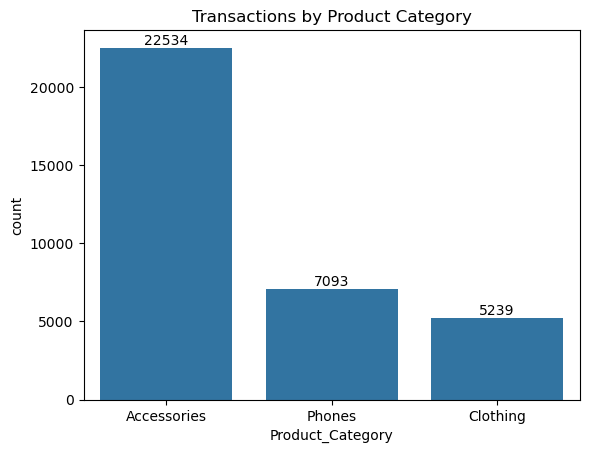 Transactions by Product Category
22534
7093
5239
20000
15000
10000
5000
0
count
Accessories
Phones
Clothing
Product_Category